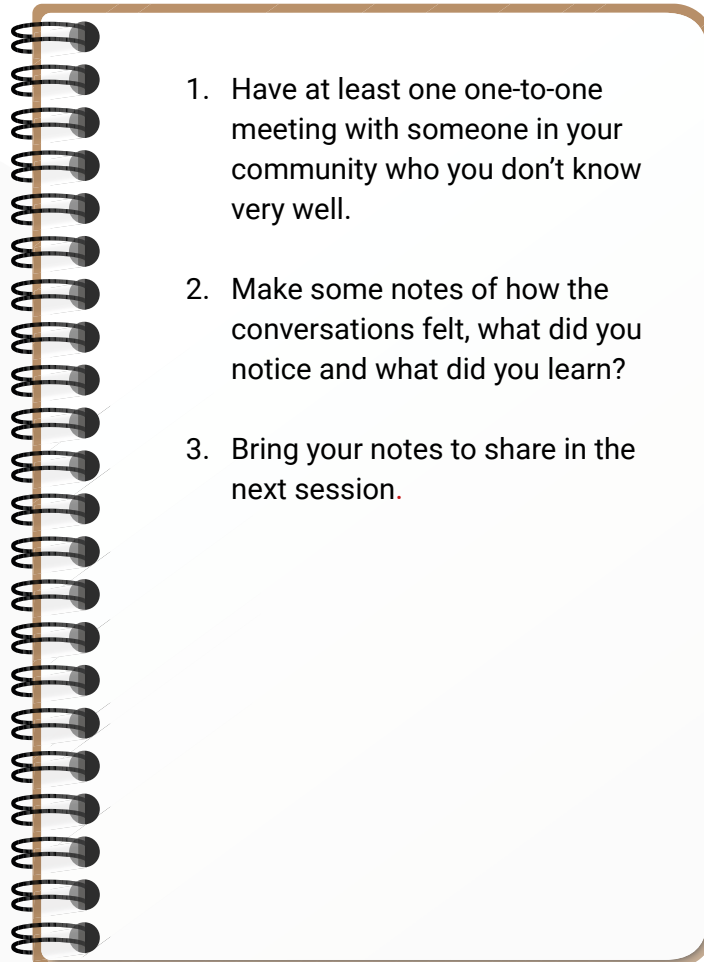 1. Have at least one one-to-one
meeting with someone in your
community who you don’t know
very well.
2. Make some notes of how the
conversations felt, what did you
notice and what did you learn?
3. Bring your notes to share in the
next session.